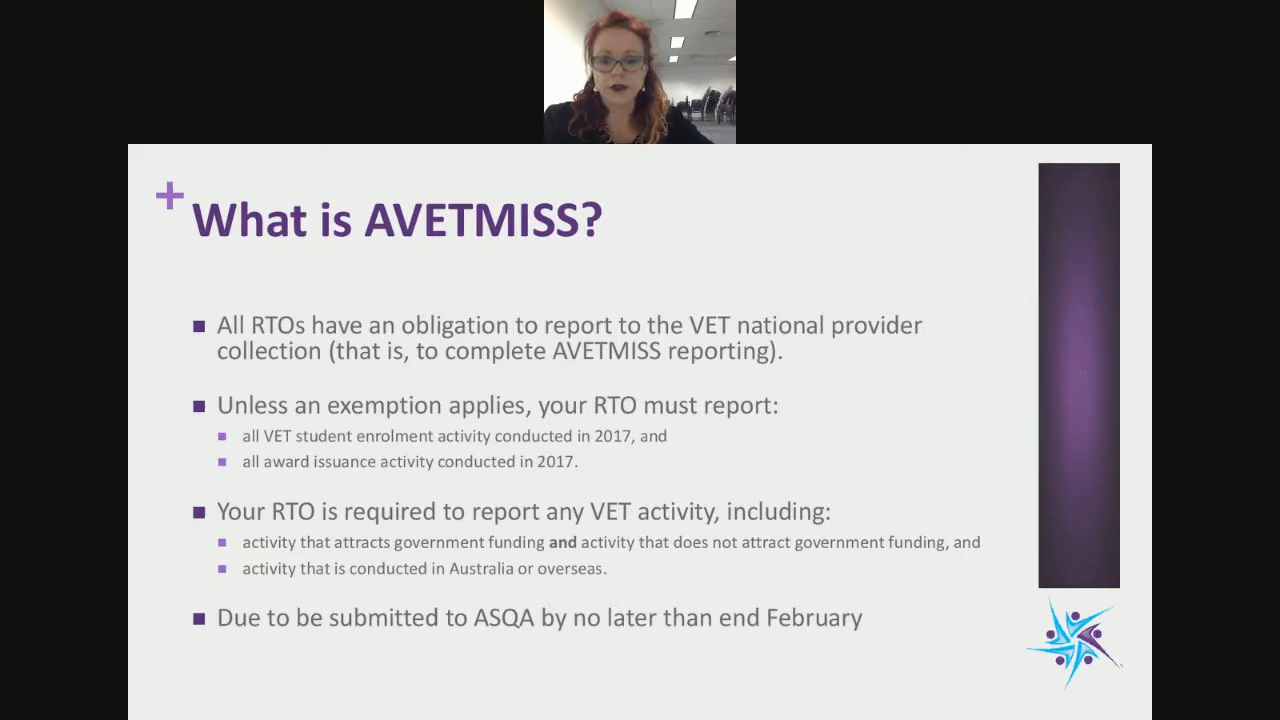 What is AVETMISS?
All RTOs have an obligation to report to the VET national provider
collection (that is, to complete AVETMISS reporting).
Unless an exemption applies, your RTO must report:
all VET student enrolment activity conducted in 2017, and
all award issuance activity conducted in 2017.
Your RTO is required to report any VET activity, including:
activity that attracts government funding and activity that does not attract government funding, and
activity that is conducted in Australia or overseas.
Due to be submitted to ASQA by no later than end February